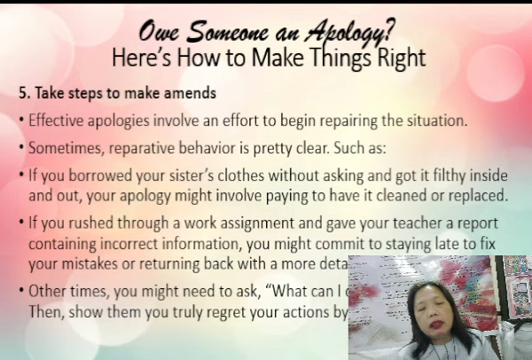 Owe Someone an Apology?
Here's How to Make Things Right
5. Take steps to make amends
• Effective apologies involve an effort to begin repairing the situation.
• Sometimes, reparative behavior is pretty clear. Such as:
• If you borrowed your sister's clothes without asking and got it filthy inside
and out, your apology might involve paying to have it cleaned or replaced.
• If you rushed through a work assignment and gave your teacher a report
containing incorrect information, you might commit to staying late to fix
your mistakes or returning back with a more
• Other times, you might need to ask, "What can I
Then, show them you truly regret your actions by